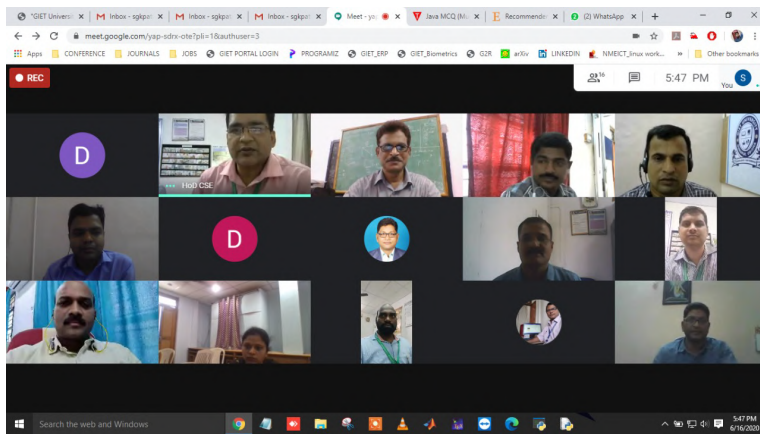 "GIET Universi
Inbox - sgkpat
Inbox - sgkpat
Inbox - sgkpat
Meet - ya
Java MCQ (Mu
Recommende
(2) WhatsApp
meet.google.com/yap-sdrx-ote?pli=1&authuser=3
Apps CONFERENCE JOURNALS JOBS GIET PORTAL LOGIN PROGRAMIZ GIET_ERP GIET_Biometrics G2R arXiv LINKEDIN NMEICT_linux work... » Other bookmarks
REC
16
5:47 PM
You
S
D
HoD CSE
D
Search the web and Windows
5:47 PM
6/16/2020